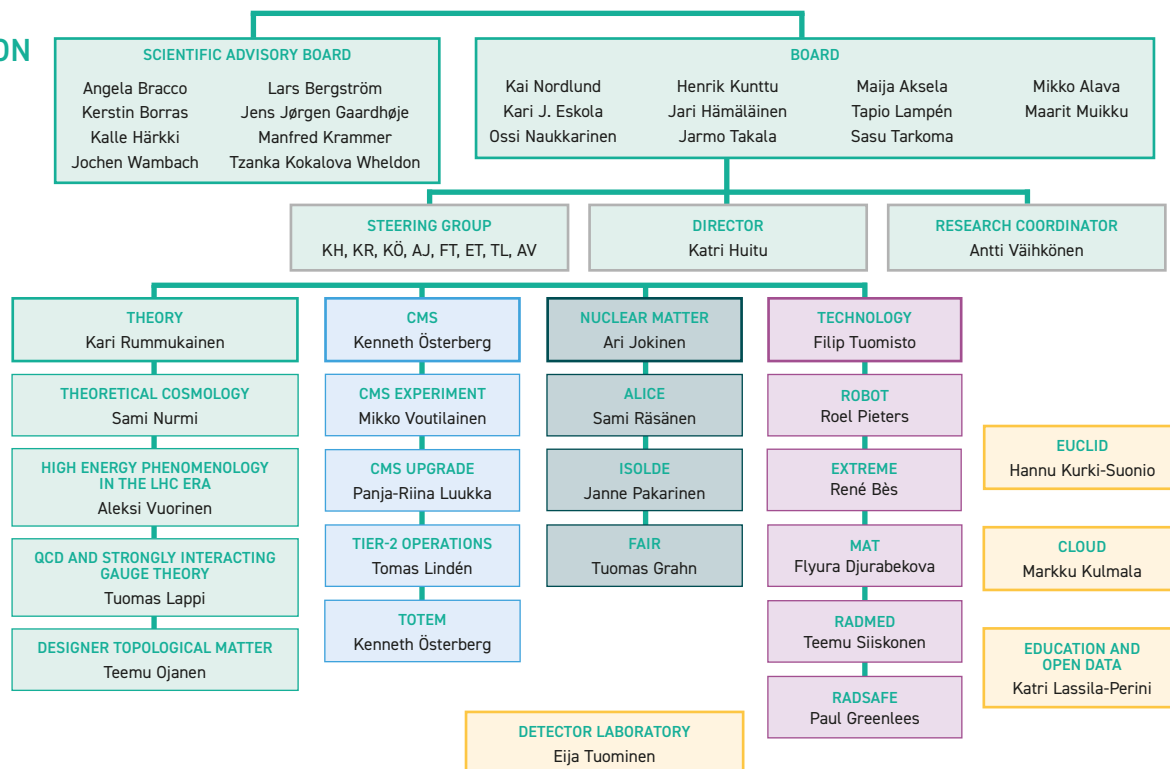 ON
SCIENTIFIC ADVISORY BOARD
Angela Bracco
Kerstin Borras
Kalle Härkki
Jochen Wambach
Lars Bergström
Jens Jørgen Gaardhøje
Manfred Krammer
Tzanka Kokalova Wheldon
BOARD
Kai Nordlund
Kari J. Eskola
Ossi Naukkarinen
Henrik Kunttu
Jari Hämäläinen
Jarmo Takala
Maija Aksela
Tapio Lampén
Sasu Tarkoma
Mikko Alava
Maarit Muikku
STEERING GROUP
KH, KR, KÖ, AJ, FT, ET, TL, AV
DIRECTOR
Katri Huitu
RESEARCH COORDINATOR
Antti Väihkönen
THEORY
Kari Rummukainen
THEORETICAL COSMOLOGY
Sami Nurmi
HIGH ENERGY PHENOMENOLOGY
IN THE LHC ERA
Aleksi Vuorinen
QCD AND STRONGLY INTERACTING
GAUGE THEORY
Tuomas Lappi
DESIGNER TOPOLOGICAL MATTER
Teemu Ojanen
CMS
Kenneth Österberg
CMS EXPERIMENT
Mikko Voutilainen
CMS UPGRADE
Panja-Riina Luukka
TIER-2 OPERATIONS
Tomas Lindén
TOTEM
Kenneth Österberg
NUCLEAR MATTER
Ari Jokinen
ALICE
Sami Räsänen
ISOLDE
Janne Pakarinen
FAIR
Tuomas Grahn
TECHNOLOGY
Filip Tuomisto
ROBOT
Roel Pieters
EXTREME
René Bès
MAT
Flyura Djurabekova
RADMED
Teemu Siiskonen
RADSAFE
Paul Greenlees
EUCLID
Hannu Kurki-Suonio
CLOUD
Markku Kulmala
EDUCATION AND
OPEN DATA
Katri Lassila-Perini
DETECTOR LABORATORY
Eija Tuominen